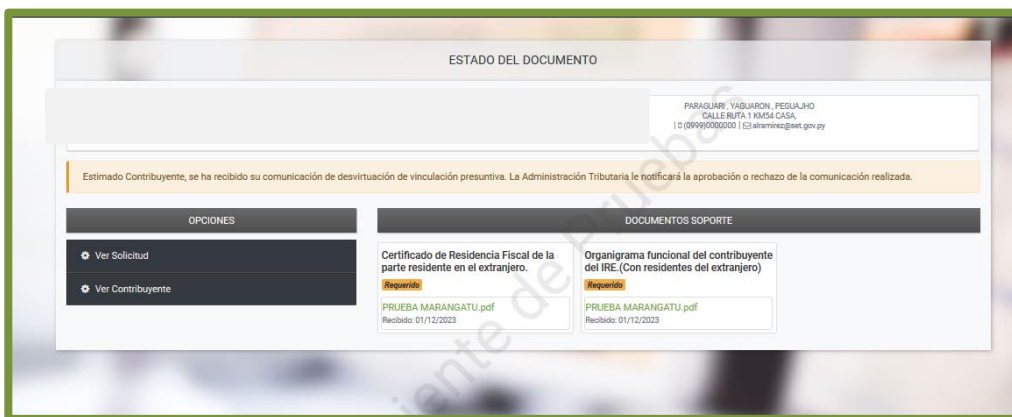 ESTADO DEL DOCUMENTO
PARAGUARI , YAGUARON , PEGUAJHO
CALLE RUTA 1 KM54 CASA,
| (0999)0000000 | alramirez@set.gov.py
Estimado Contribuyente, se ha recibido su comunicación de desvirtuación de vinculación presuntiva. La Administración Tributaria le notificará la aprobación o rechazo de la comunicación realizada.
OPCIONES
Ver Solicitud
Ver Contribuyente
DOCUMENTOS SOPORTE
Certificado de Residencia Fiscal de la
parte residente en el extranjero.
Requerido
PRUEBA MARANGATU.pdf
Recibido: 01/12/2023
Organigrama funcional del contribuyente
del IRE.(Con residentes del extranjero)
Requerido
PRUEBA MARANGATU.pdf
Recibido: 01/12/2023
iente de Pruebas